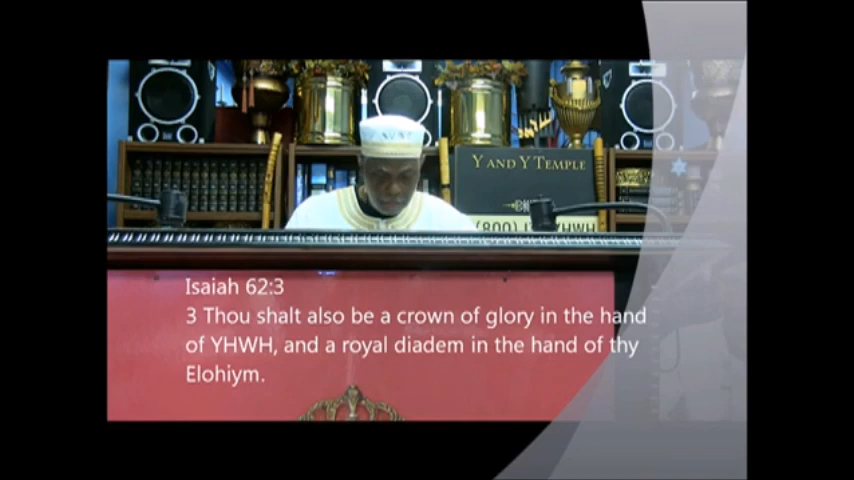 Y AND Y TEMPLE
Isaiah 62:3
3 Thou shalt also be a crown of glory in the hand
of YHWH, and a royal diadem in the hand of thy
Elohiym.